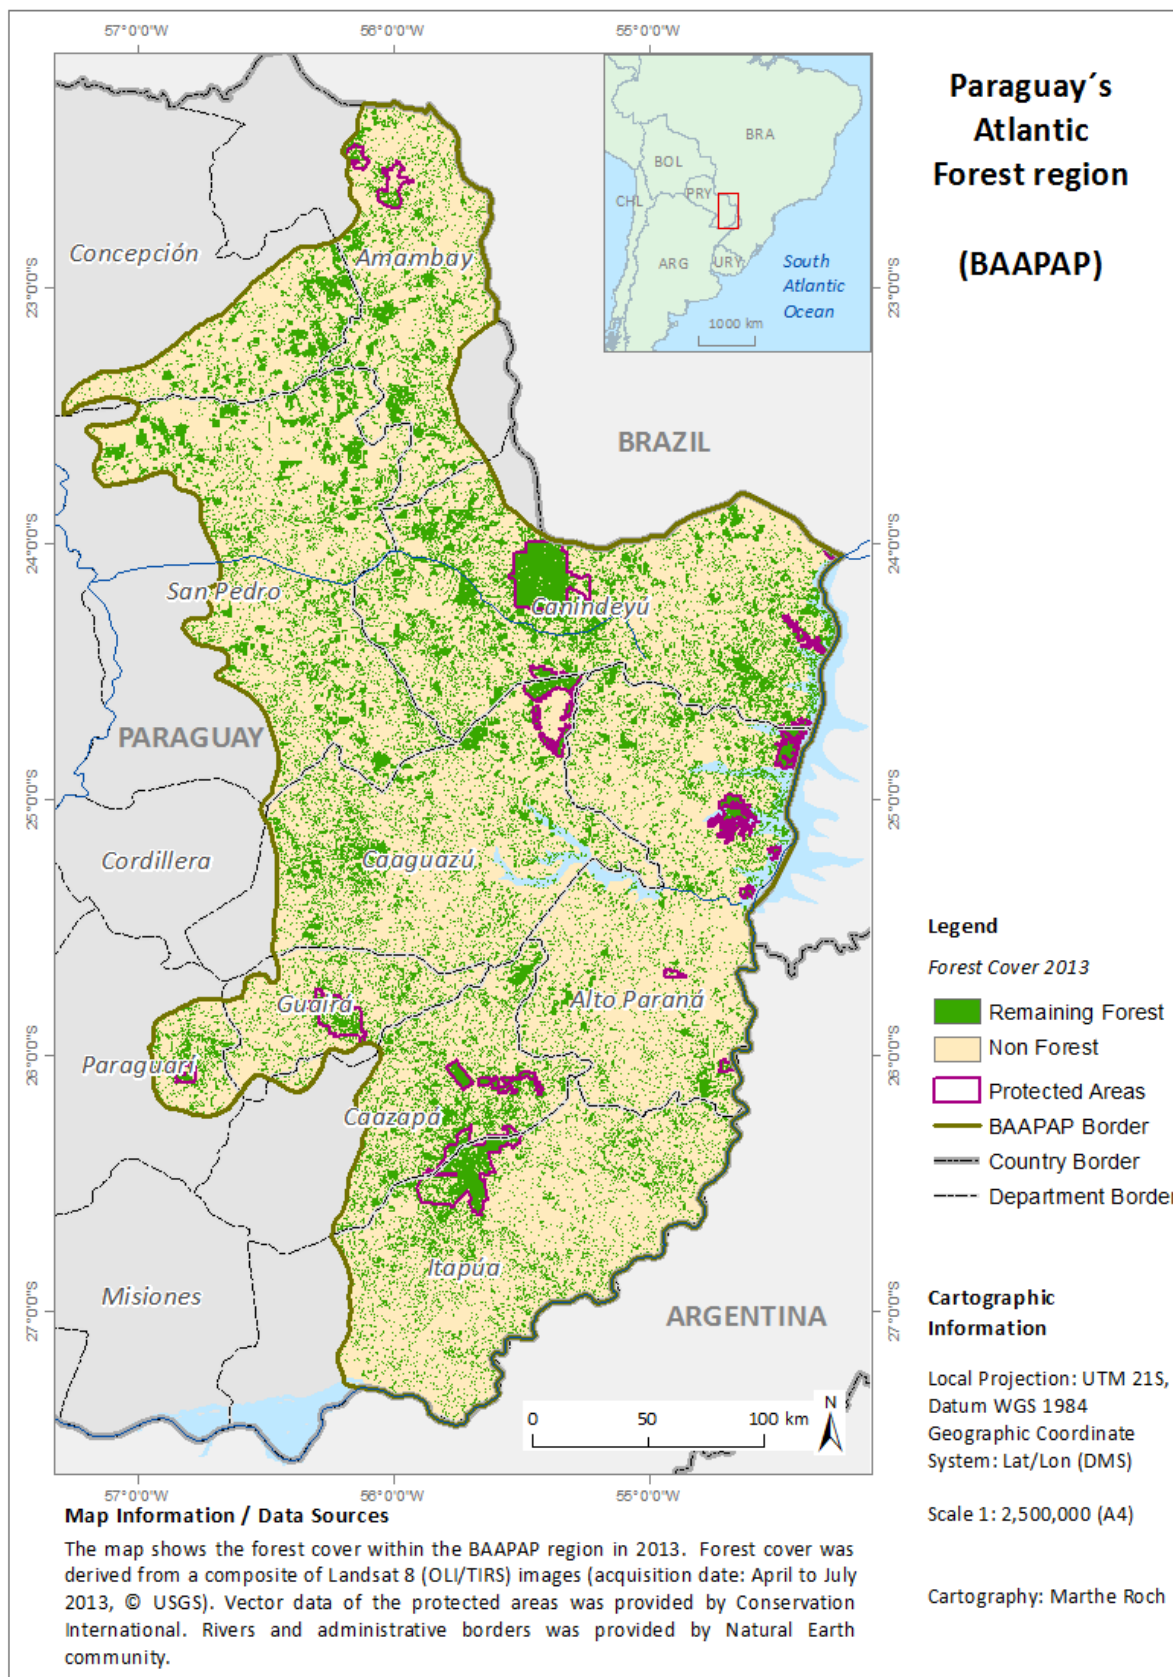 57°0'0"W
56°0'0"W
55°0'0"W
Paraguay´s
Atlantic
Forest region
(BAAPAP)
BRA
BOL
PRY
CHL
ARG
URY
South
Atlantic
Ocean
1000 km
Concepción
Amambay
23°0'0"S
23°0'0"S
BRAZIL
24°0'0"S
24°0'0"S
San Pedro
Canindeyú
PARAGUAY
25°0'0"S
25°0'0"S
Cordillera
Caaguazú
Guaira
Alto Paraná
26°0'0"S
26°0'0"S
Paraguarí
Caazapá
Itapúa
Misiones
27°0'0"S
27°0'0"S
ARGENTINA
0 50 100 km
N
57°0'0"W
56°0'0"W
55°0'0"W
Legend
Forest Cover 2013
Remaining Forest
Non Forest
Protected Areas
BAAPAP Border
Country Border
Department Border
Cartographic
Information
Local Projection: UTM 21S,
Datum WGS 1984
Geographic Coordinate
System: Lat/Lon (DMS)
Scale 1: 2,500,000 (A4)
Cartography: Marthe Roch
Map Information / Data Sources
The map shows the forest cover within the BAAPAP region in 2013. Forest cover was
derived from a composite of Landsat 8 (OLI/TIRS) images (acquisition date: April to July
2013, © USGS). Vector data of the protected areas was provided by Conservation
International. Rivers and administrative borders was provided by Natural Earth
community.